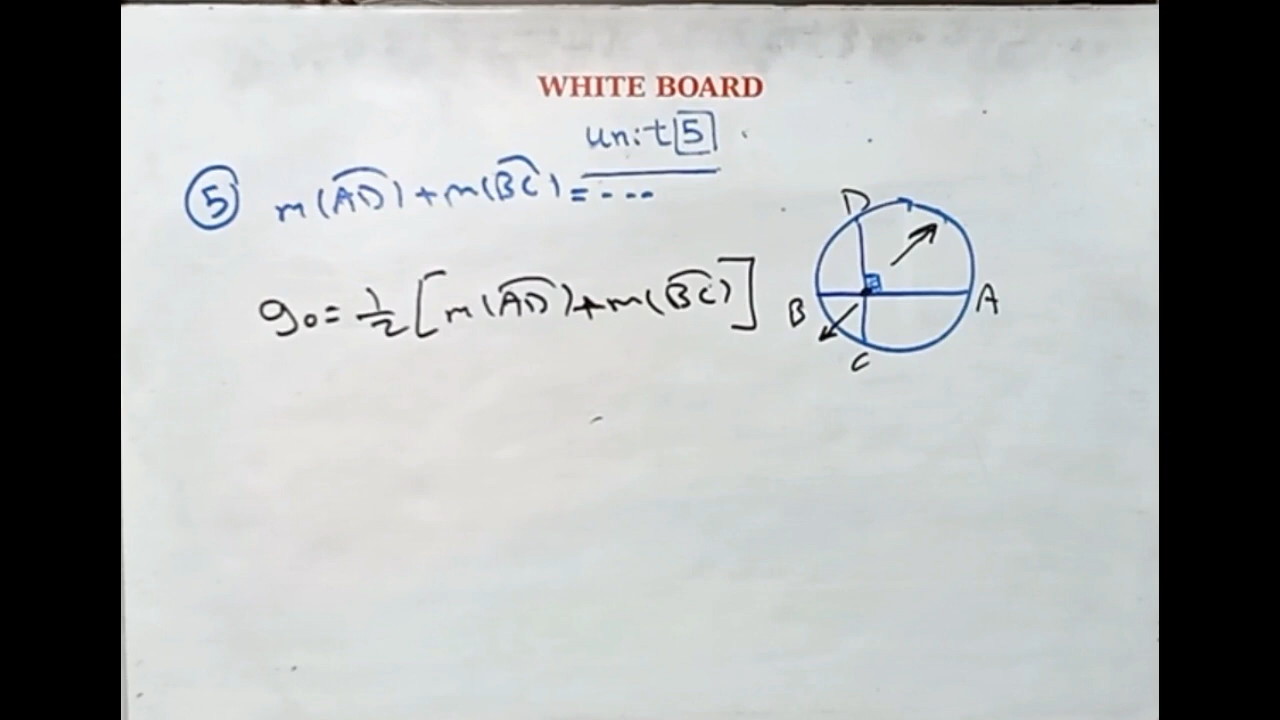 WHITE BOARD
unit 5
5 m(AD)+m(BC)=---
90=1/2[m(AD)+m(BC)]
D
B
A
C